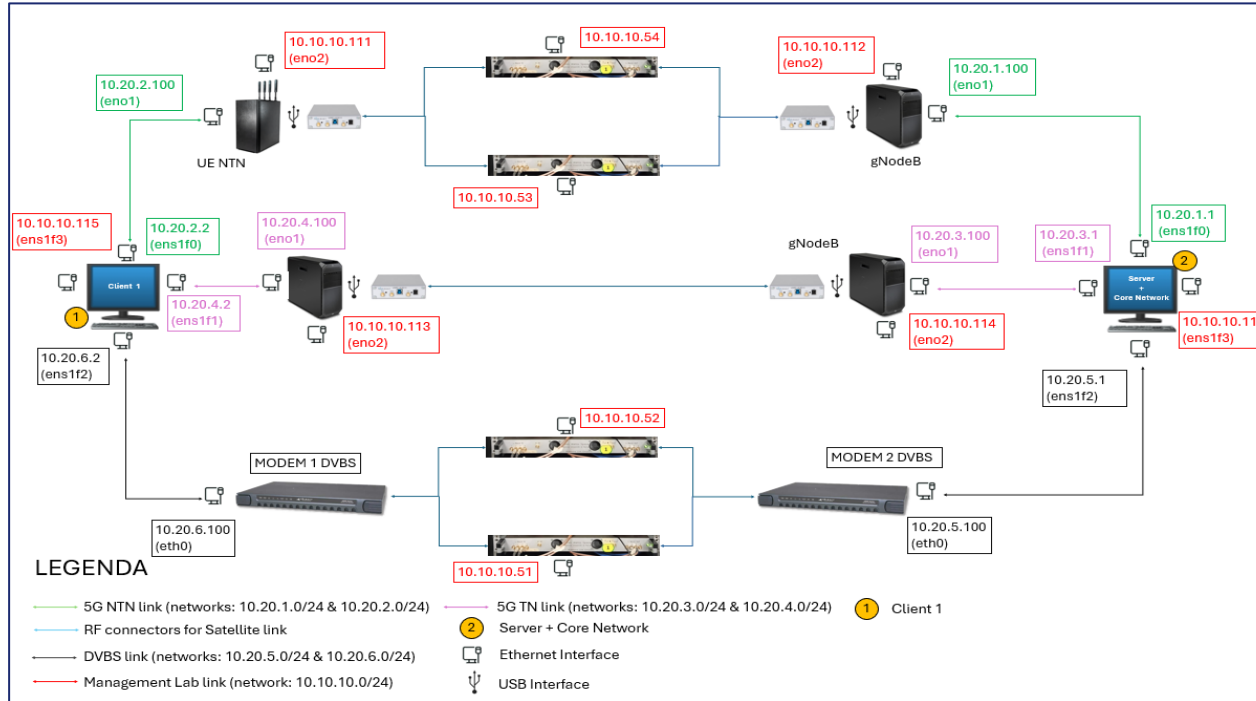 10.10.10.111
(eno2)
10.10.10.54
10.10.10.112
(eno2)
10.20.2.100
(eno1)
10.20.1.100
(eno1)
UE NTN
gNodeB
10.10.10.53
10.10.10.115
(ens1f3)
10.20.2.2
(ens1f0)
10.20.4.100
(eno1)
gNodeB
10.20.3.100
(eno1)
10.20.3.1
(ens1f1)
10.20.1.1
(ens1f0)
2
Client 1
1
10.20.4.2
(ens1f1)
Server
+
Core Network
10.10.10.113
(eno2)
10.10.10.114
(eno2)
10.10.10.11
(ens1f3)
10.20.6.2
(ens1f2)
10.20.5.1
(ens1f2)
10.10.10.52
MODEM 1 DVBS
MODEM 2 DVBS
10.20.6.100
(eth0)
10.20.5.100
(eth0)
10.10.10.51
LEGENDA
5G NTN link (networks: 10.20.1.0/24 & 10.20.2.0/24)
5G TN link (networks: 10.20.3.0/24 & 10.20.4.0/24)
1 Client 1
RF connectors for Satellite link
2 Server + Core Network
DVBS link (networks: 10.20.5.0/24 & 10.20.6.0/24)
Ethernet Interface
Management Lab link (network: 10.10.10.0/24)
USB Interface